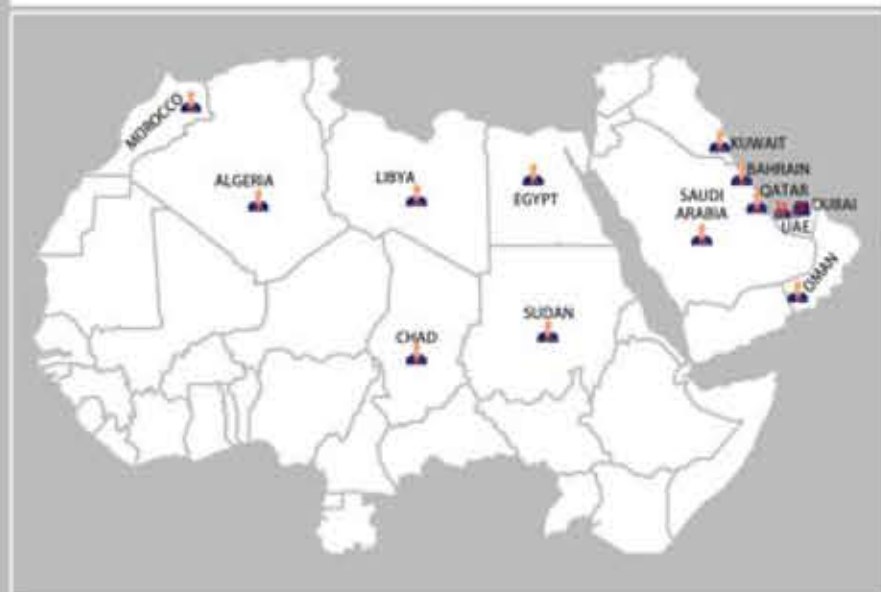 MOROCCO
ALGERIA
LIBYA
EGYPT
KUWAIT
BAHRAIN
QATAR
SAUDI
ARABIA
DUBAI
UAE
OMAN
CHAD
SUDAN